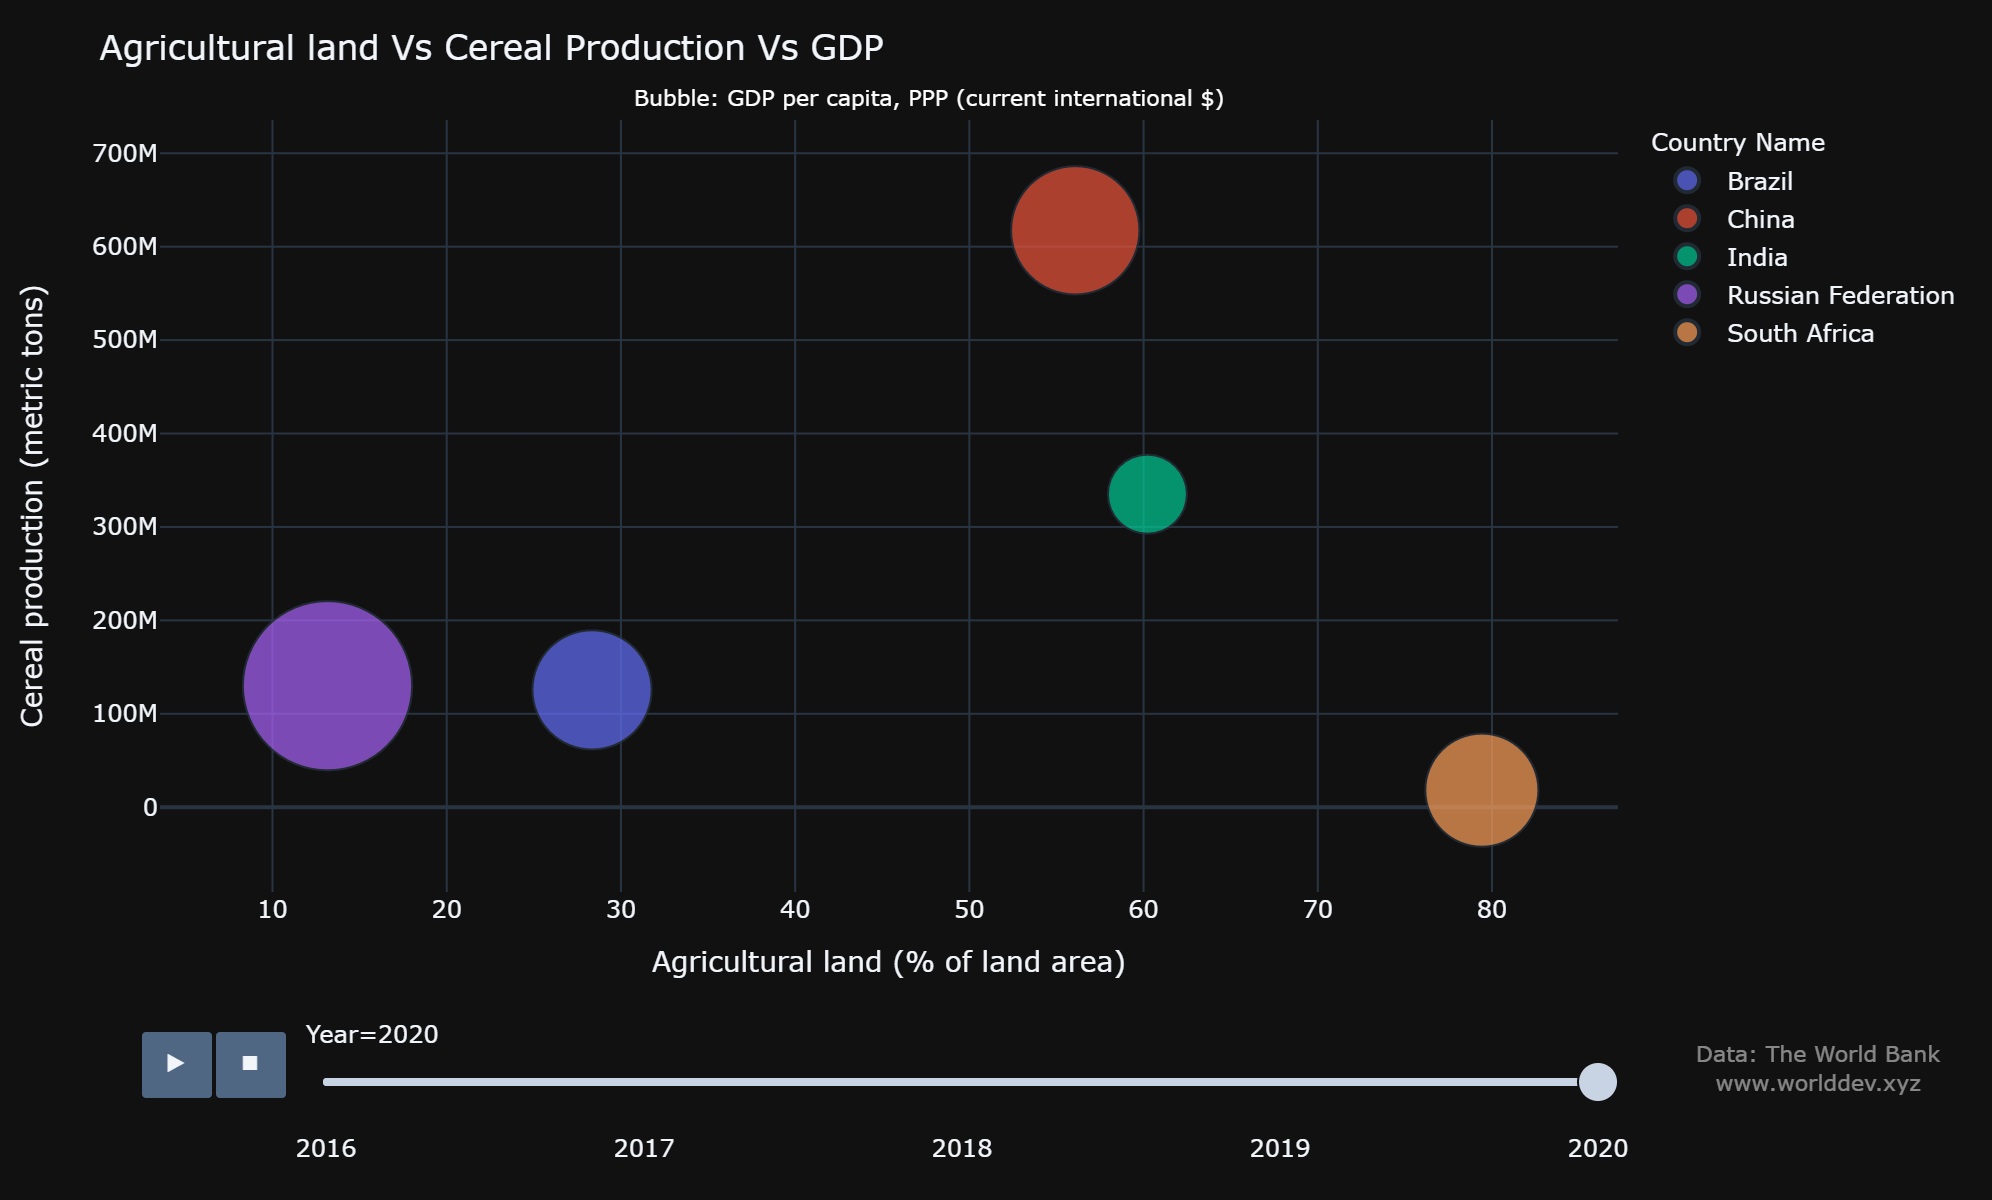 Agricultural land Vs Cereal Production Vs GDP
Bubble: GDP per capita, PPP (current international $)
Country Name
Brazil
China
India
Russian Federation
South Africa
Cereal production (metric tons)
700M
600M
500M
400M
300M
200M
100M
0
10 20 30 40 50 60 70 80
Agricultural land (% of land area)
Year=2020
2016 2017 2018 2019 2020
Data: The World Bank
www.worlddev.xyz